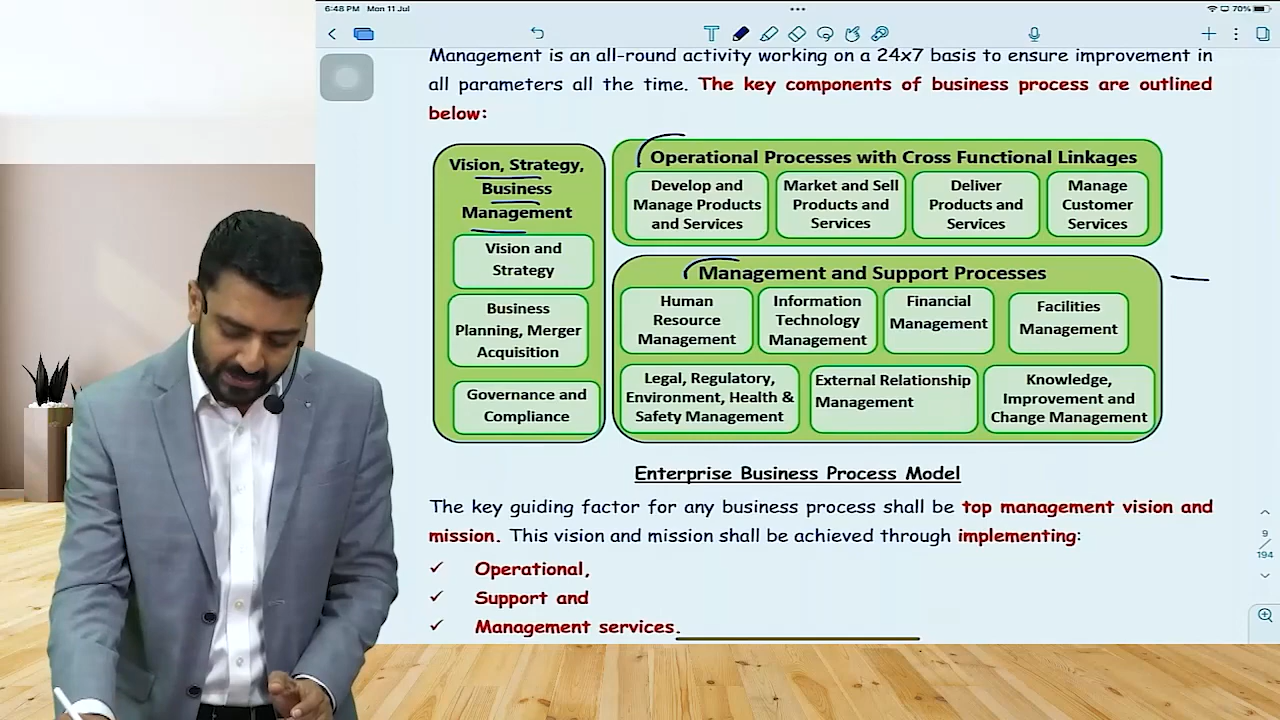 6:48 PM Mon 11 Jul
70%
T
Management is an all-round activity working on a 24x7 basis to ensure improvement in
all parameters all the time. The key components of business process are outlined
below:
Vision, Strategy,
Business
Management
Vision and
Strategy
Business
Planning, Merger
Acquisition
Governance and
Compliance
Operational Processes with Cross Functional Linkages
Develop and
Manage Products
and Services
Market and Sell
Products and
Services
Deliver
Products and
Services
Manage
Customer
Services
Management and Support Processes
Human
Resource
Management
Information
Technology
Management
Financial
Management
Facilities
Management
Legal, Regulatory,
Environment, Health &
Safety Management
External Relationship
Management
Knowledge,
Improvement and
Change Management
Enterprise Business Process Model
The key guiding factor for any business process shall be top management vision and
mission. This vision and mission shall be achieved through implementing:
✓ Operational,
✓ Support and
✓ Management services.
9
/
194